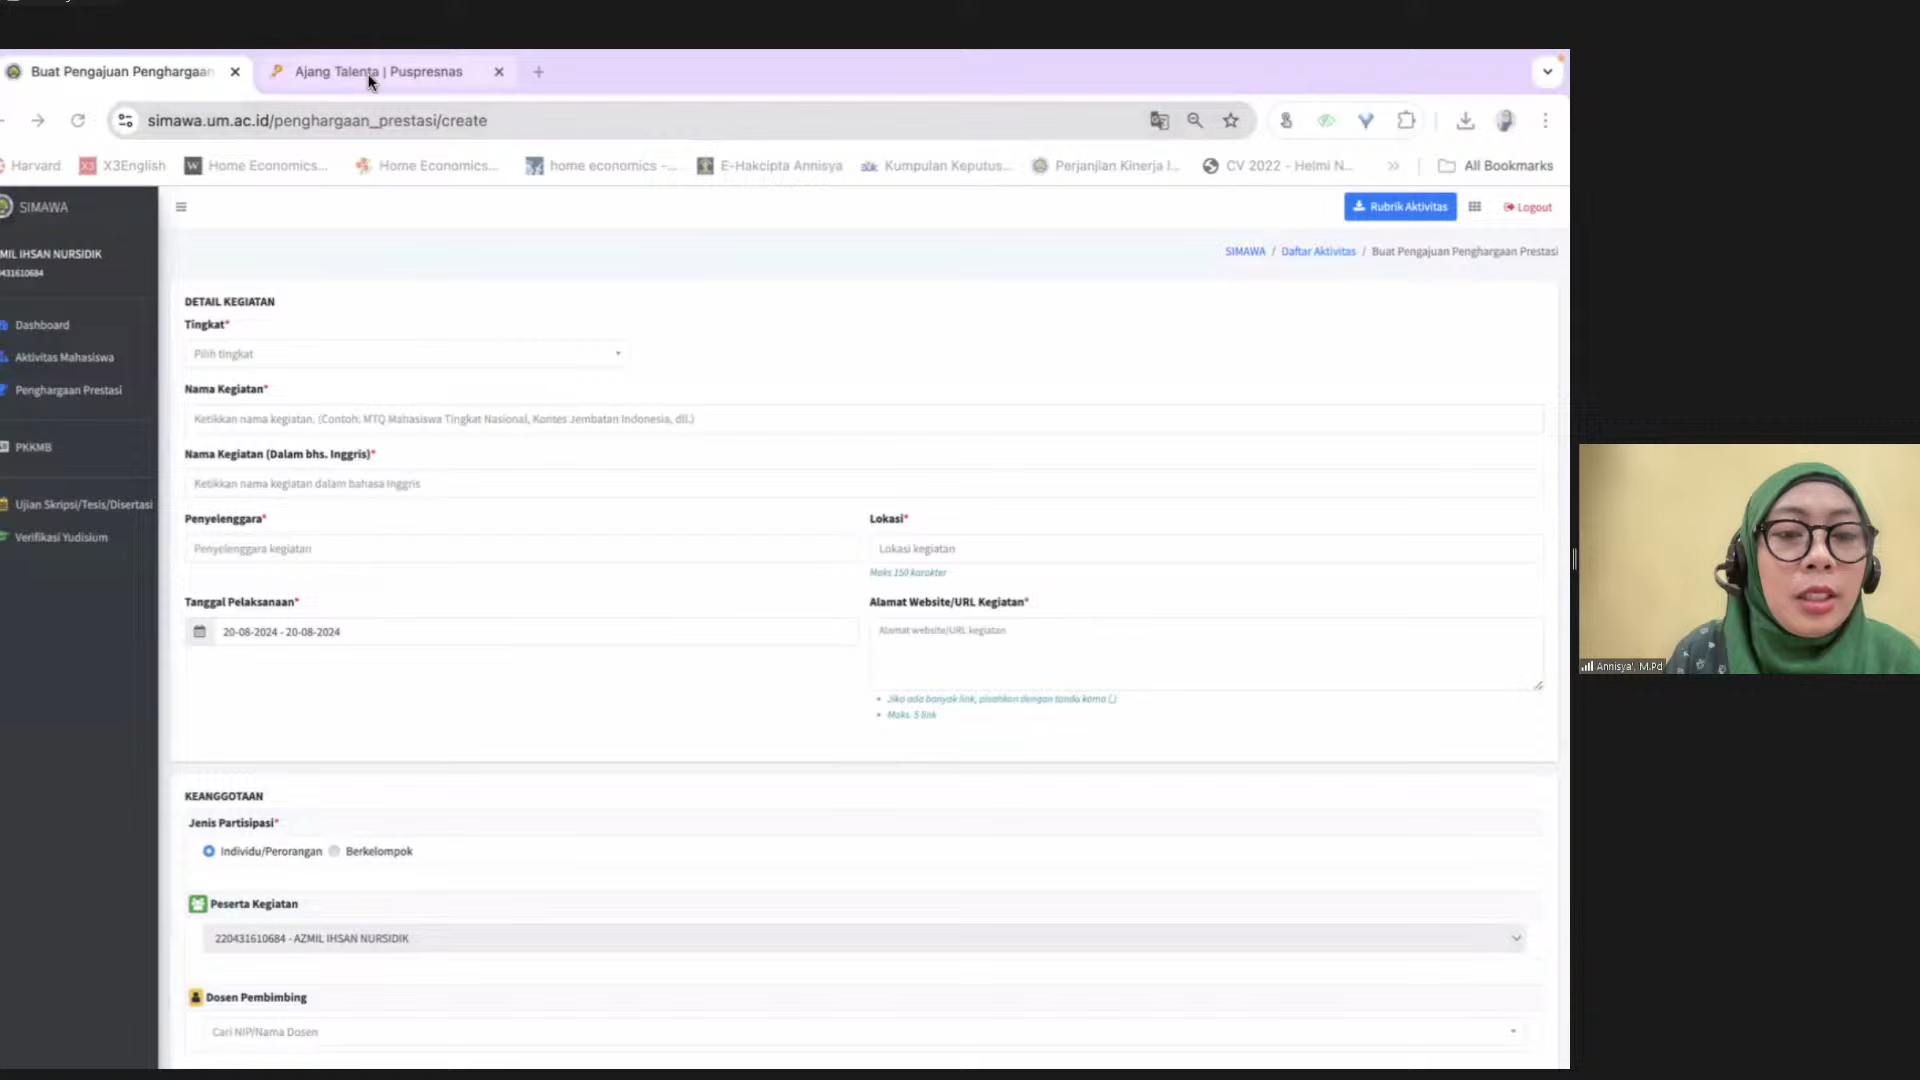 Buat Pengajuan Penghargaan
Ajang Talenta | Puspresnas
simawa.um.ac.id/penghargaan_prestasi/create
Harvard
X3English
Home Economics...
Home Economics...
home economics -...
E-Hakcipta Annisya
Kumpulan Keputus...
Perjanjian Kinerja I...
CV 2022 - Helmi N...
All Bookmarks
SIMAWA
Rubrik Aktivitas
Logout
MIL IHSAN NURSIDIK
0431610684
SIMAWA / Daftar Aktivitas / Buat Pengajuan Penghargaan Prestasi
Dashboard
Aktivitas Mahasiswa
Penghargaan Prestasi
PKKMB
Ujian Skripsi/Tesis/Disertasi
Verifikasi Yudisium
DETAIL KEGIATAN
Tingkat*
Pilih tingkat
Nama Kegiatan*
Ketikkan nama kegiatan. (Contoh: MTQ Mahasiswa Tingkat Nasional, Kontes Jembatan Indonesia, dll.)
Nama Kegiatan (Dalam bhs. Inggris)*
Ketikkan nama kegiatan dalam bahasa Inggris
Penyelenggara*
Penyelenggara kegiatan
Lokasi*
Lokasi kegiatan
Maks 150 karakter
Tanggal Pelaksanaan*
20-08-2024 - 20-08-2024
Alamat Website/URL Kegiatan*
Alamat website/URL kegiatan
Jika ada banyak link, pisahkan dengan tanda koma (,)
Maks. 5 link
KEANGGOTAAN
Jenis Partisipasi*
Individu/Perorangan
Berkelompok
Peserta Kegiatan
220431610684 - AZMIL IHSAN NURSIDIK
Dosen Pembimbing
Cari NIP/Nama Dosen
Annisya', M.Pd